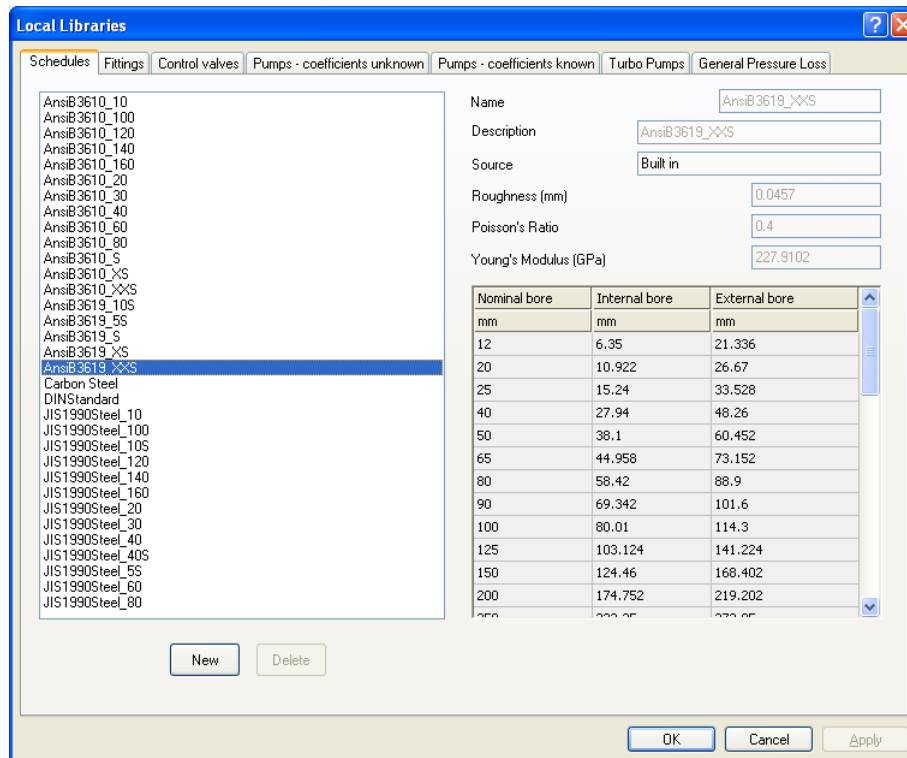 Local Libraries
Schedules Fittings Control valves Pumps - coefficients unknown Pumps - coefficients known Turbo Pumps General Pressure Loss
AnsiB3610_10
AnsiB3610_100
AnsiB3610_120
AnsiB3610_140
AnsiB3610_160
AnsiB3610_20
AnsiB3610_30
AnsiB3610_40
AnsiB3610_60
AnsiB3610_80
AnsiB3610_S
AnsiB3610_XS
AnsiB3610_XXS
AnsiB3619_10S
AnsiB3619_5S
AnsiB3619_S
AnsiB3619_XS
AnsiB3619_XXS
Carbon Steel
DINStandard
JIS1990Steel_10
JIS1990Steel_100
JIS1990Steel_10S
JIS1990Steel_120
JIS1990Steel_140
JIS1990Steel_160
JIS1990Steel_20
JIS1990Steel_30
JIS1990Steel_40
JIS1990Steel_40S
JIS1990Steel_5S
JIS1990Steel_60
JIS1990Steel_80
New Delete
Name AnsiB3619_XXS
Description AnsiB3619_XXS
Source Built in
Roughness (mm) 0.0457
Poisson's Ratio 0.4
Young's Modulus (GPa) 227.9102
Nominal bore Internal bore External bore
mm mm mm
12 6.35 21.336
20 10.922 26.67
25 15.24 33.528
40 27.94 48.26
50 38.1 60.452
65 44.958 73.152
80 58.42 88.9
90 69.342 101.6
100 80.01 114.3
125 103.124 141.224
150 124.46 168.402
200 174.752 219.202
OK Cancel Apply